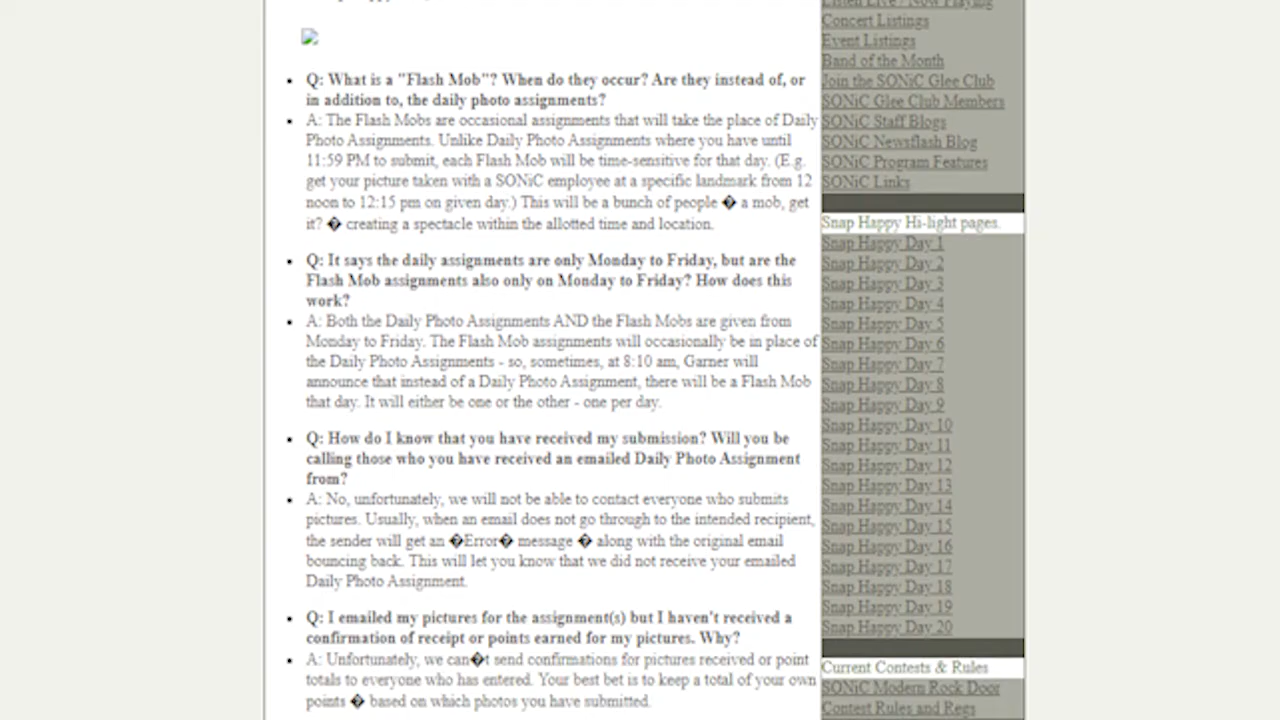 Q: What is a "Flash Mob"? When do they occur? Are they instead of, or
in addition to, the daily photo assignments?
A: The Flash Mobs are occasional assignments that will take the place of Daily
Photo Assignments. Unlike Daily Photo Assignments where you have until
11:59 PM to submit, each Flash Mob will be time-sensitive for that day. (E.g.
get your picture taken with a SONiC employee at a specific landmark from 12
noon to 12:15 pm on given day.) This will be a bunch of people � a mob, get
it? � creating a spectacle within the allotted time and location.
Q: It says the daily assignments are only Monday to Friday, but are the
Flash Mob assignments also only on Monday to Friday? How does this
work?
A: Both the Daily Photo Assignments AND the Flash Mobs are given from
Monday to Friday. The Flash Mob assignments will occasionally be in place of
the Daily Photo Assignments - so, sometimes, at 8:10 am, Garner will
announce that instead of a Daily Photo Assignment, there will be a Flash Mob
that day. It will either be one or the other - one per day.
Q: How do I know that you have received my submission? Will you be
calling those who you have received an emailed Daily Photo Assignment
from?
A: No, unfortunately, we will not be able to contact everyone who submits
pictures. Usually, when an email does not go through to the intended recipient,
the sender will get an �Error� message � along with the original email
bouncing back. This will let you know that we did not receive your emailed
Daily Photo Assignment.
Q: I emailed my pictures for the assignment(s) but I haven't received a
confirmation of receipt or points earned for my pictures. Why?
A: Unfortunately, we can�t send confirmations for pictures received or point
totals to everyone who has entered. Your best bet is to keep a total of your own
points � based on which photos you have submitted.
Listen Live / Now Playing
Concert Listings
Event Listings
Band of the Month
Join the SONiC Glee Club
SONiC Glee Club Members
SONiC Staff Blogs
SONiC Newsflash Blog
SONiC Program Features
SONiC Links
Snap Happy Hi-light pages.
Snap Happy Day 1
Snap Happy Day 2
Snap Happy Day 3
Snap Happy Day 4
Snap Happy Day 5
Snap Happy Day 6
Snap Happy Day 7
Snap Happy Day 8
Snap Happy Day 9
Snap Happy Day 10
Snap Happy Day 11
Snap Happy Day 12
Snap Happy Day 13
Snap Happy Day 14
Snap Happy Day 15
Snap Happy Day 16
Snap Happy Day 17
Snap Happy Day 18
Snap Happy Day 19
Snap Happy Day 20
Current Contests & Rules
SONiC Modern Rock Door
Contest Rules and Regs